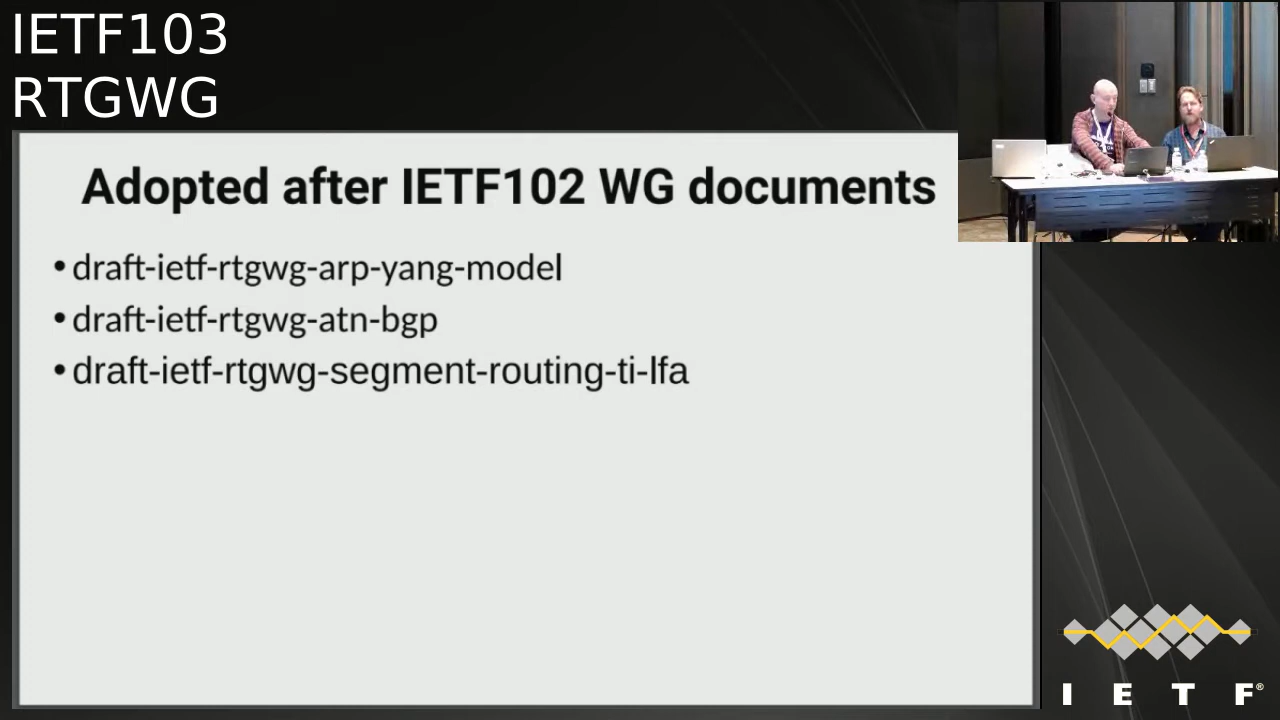 IETF103
RTGWG
Adopted after IETF102 WG documents
• draft-ietf-rtgwg-arp-yang-model
• draft-ietf-rtgwg-atn-bgp
• draft-ietf-rtgwg-segment-routing-ti-lfa
I E T F®